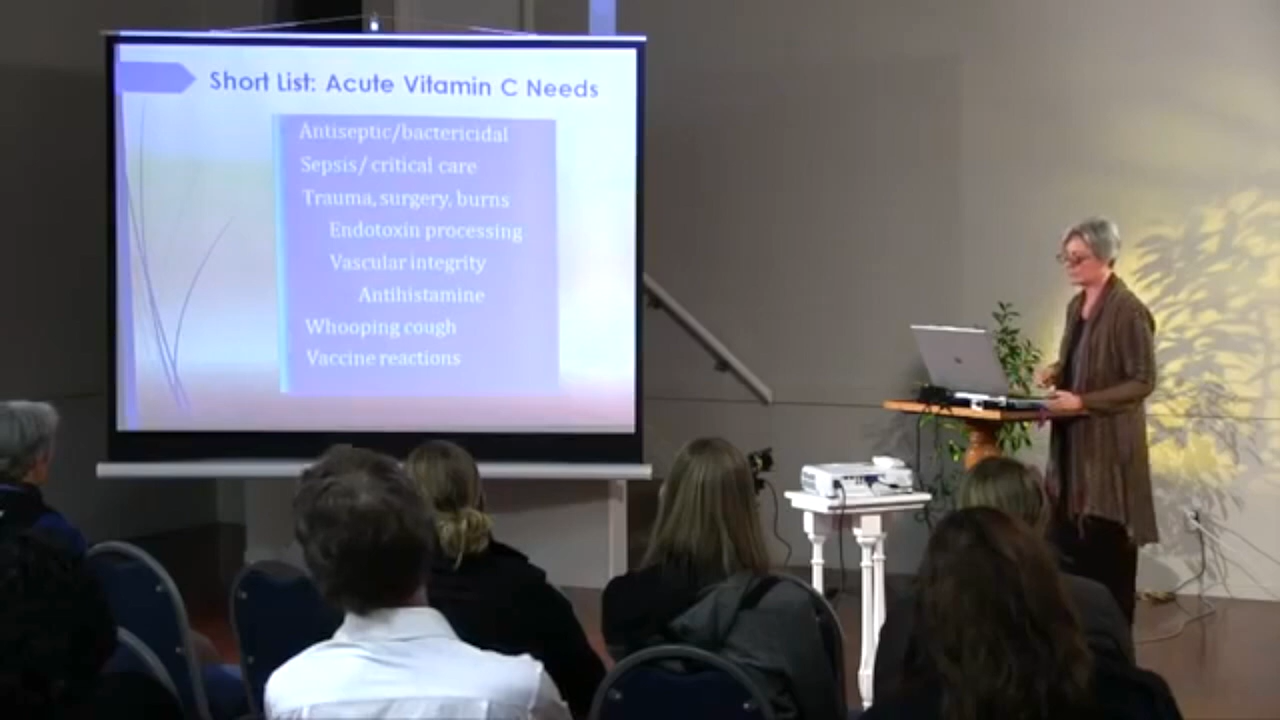 Short List: Acute Vitamin C Needs
Antiseptic/bactericidal
Sepsis/ critical care
Trauma, surgery, burns
Endotoxin processing
Vascular integrity
Antihistamine
Whooping cough
Vaccine reactions